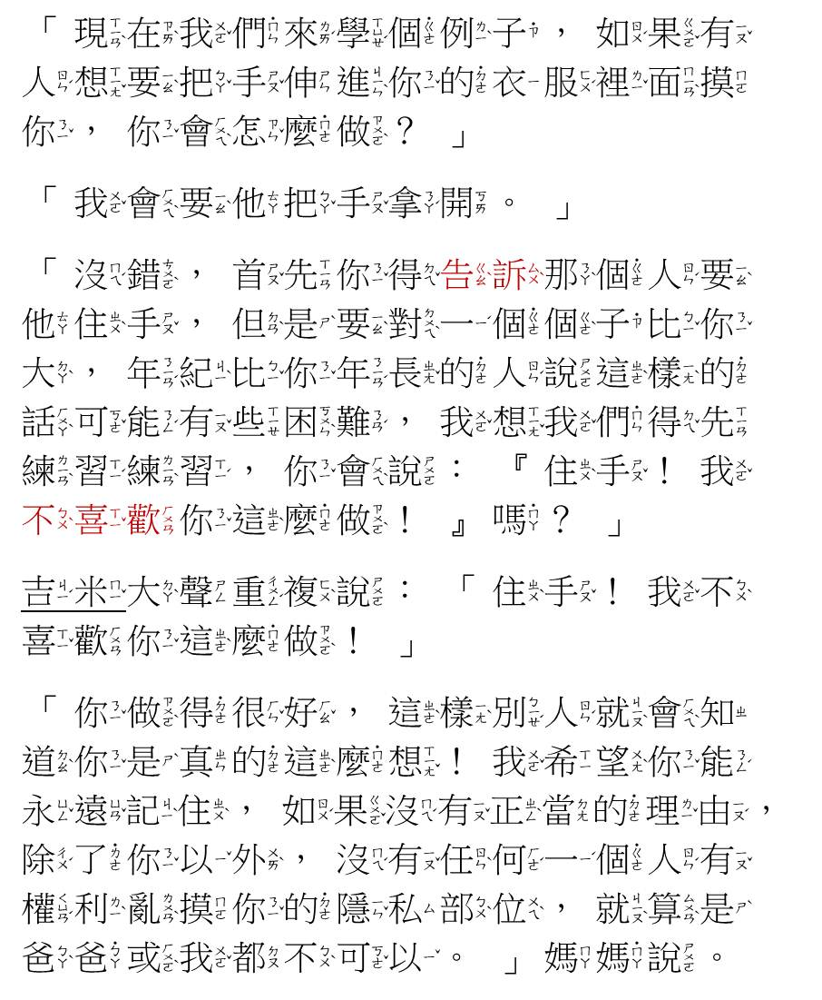 「現在我們來學個例子，如果有
人想要把手伸進你的衣服裡面摸
你，你會怎麼做？」
「我會要他把手拿開。」
「沒錯，首先你得告訴那個人要
他住手，但是要對一個個子比你
大，年紀比你年長的人說這樣的
話可能有些困難，我想我們得先
練習練習，你會說：『住手！我
不喜歡你這麼做！』嗎？」
吉米大聲重複說：「住手！我不
喜歡你這麼做！」
「你做得很好，這樣別人就會知
道你是真的這麼想！我希望你能
永遠記住，如果沒有正當的理由，
除了你以外，沒有任何一個人有
權利亂摸你的隱私部位，就算是
爸爸或我都不可以。」媽媽說。